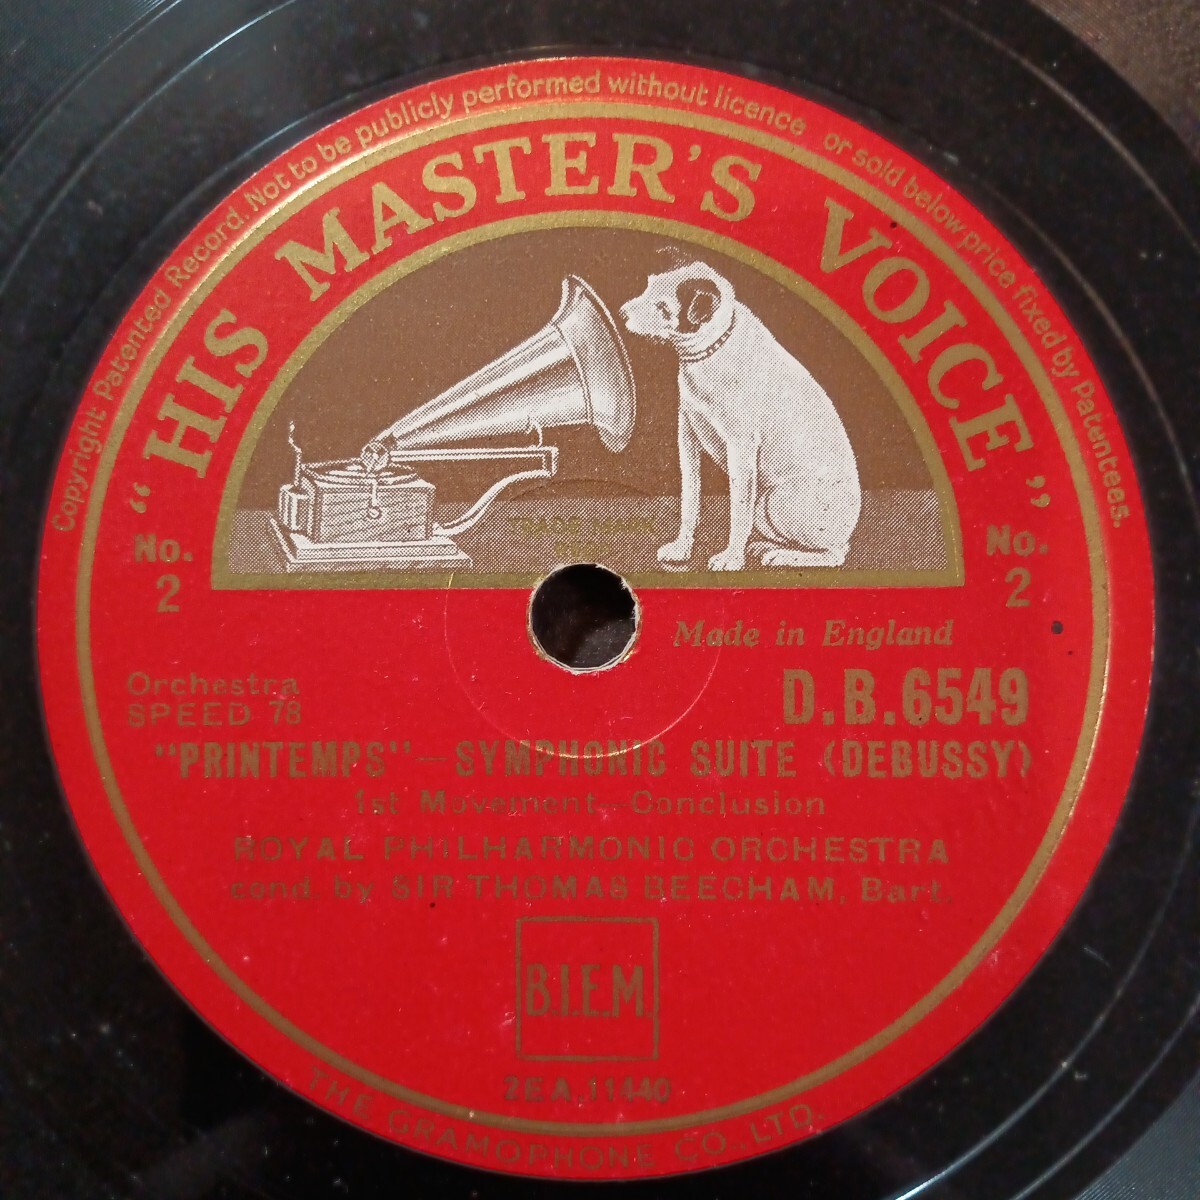 Copyright Patented Record. Not to be publicly performed without licence or sold below price fixed by Patentees.
"HIS MASTER'S VOICE"
TRADE MARK
No. 2
No. 2
Made in England
Orchestra
SPEED 78
D.B.6549
"PRINTEMPS"—SYMPHONIC SUITE (DEBUSSY)
1st Movement—Conclusion
ROYAL PHILHARMONIC ORCHESTRA
cond. by SIR THOMAS BEECHAM, Bart.
B.I.E.M.
2EA.11440
THE GRAMOPHONE CO., LTD.